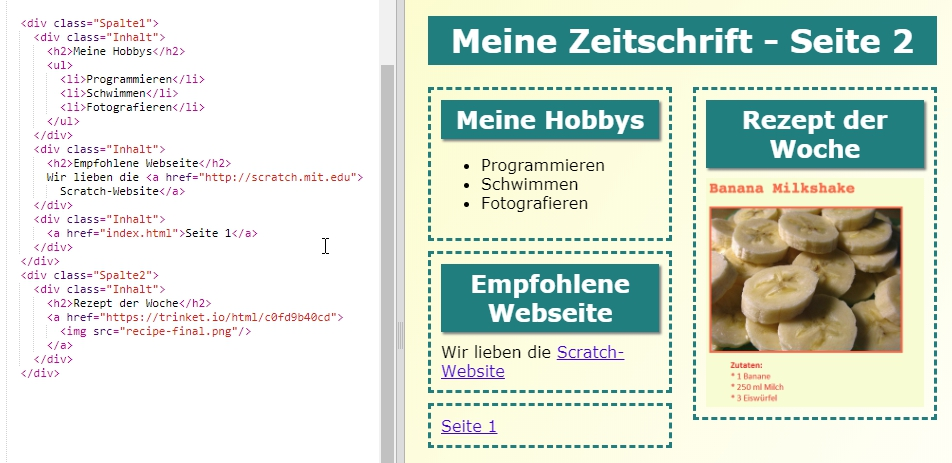 <div class="Spalte1">
<div class="Inhalt">
<h2>Meine Hobbys</h2>
<ul>
<li>Programmieren</li>
<li>Schwimmen</li>
<li>Fotografieren</li>
</ul>
</div>
<div class="Inhalt">
<h2>Empfohlene Webseite</h2>
Wir lieben die <a href="http://scratch.mit.edu">
Scratch-Website</a>
</div>
<div class="Inhalt">
<a href="index.html">Seite 1</a>
</div>
</div>
<div class="Spalte2">
<div class="Inhalt">
<h2>Rezept der Woche</h2>
<a href="https://trinket.io/html/c0fd9b40cd">
<img src="recipe-final.png"/>
</a>
</div>
</div>
Meine Zeitschrift - Seite 2
Meine Hobbys
• Programmieren
• Schwimmen
• Fotografieren
Empfohlene
Webseite
Wir lieben die Scratch-
Website
Seite 1
Rezept der
Woche
Banana Milkshake
Zutaten:
* 1 Banane
* 250 ml Milch
* 3 Eiswürfel